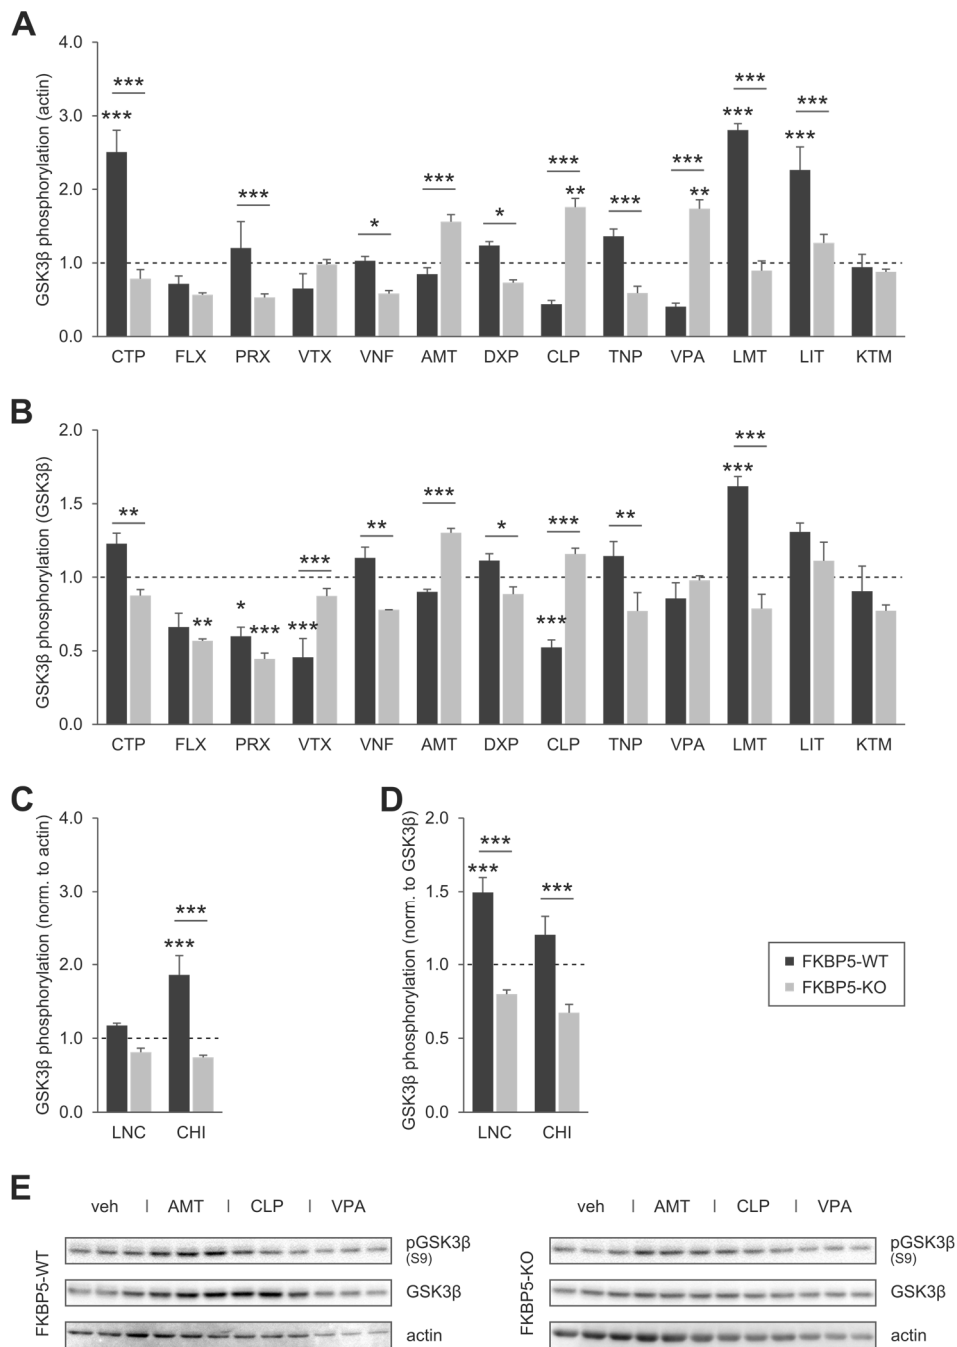 A
GSK3β phosphorylation (actin)
4.0
3.0
2.0
1.0
0.0
*** *** *** * *** * *** ** *** *** ** *** *** *** ***
CTP FLX PRX VTX VNF AMT DXP CLP TNP VPA LMT LIT KTM
B
GSK3β phosphorylation (GSK3β)
2.0
1.5
1.0
0.5
0.0
** ** * *** *** *** ** *** * *** *** ** *** ***
CTP FLX PRX VTX VNF AMT DXP CLP TNP VPA LMT LIT KTM
C
GSK3β phosphorylation (norm. to actin)
4.0
3.0
2.0
1.0
0.0
***
***
LNC CHI
D
GSK3β phosphorylation (norm. to GSK3β)
2.0
1.5
1.0
0.5
0.0
***
*** ***
LNC CHI
FKBP5-WT
FKBP5-KO
E
veh | AMT | CLP | VPA
FKBP5-WT
pGSK3β
(S9)
GSK3β
actin
veh | AMT | CLP | VPA
FKBP5-KO
pGSK3β
(S9)
GSK3β
actin